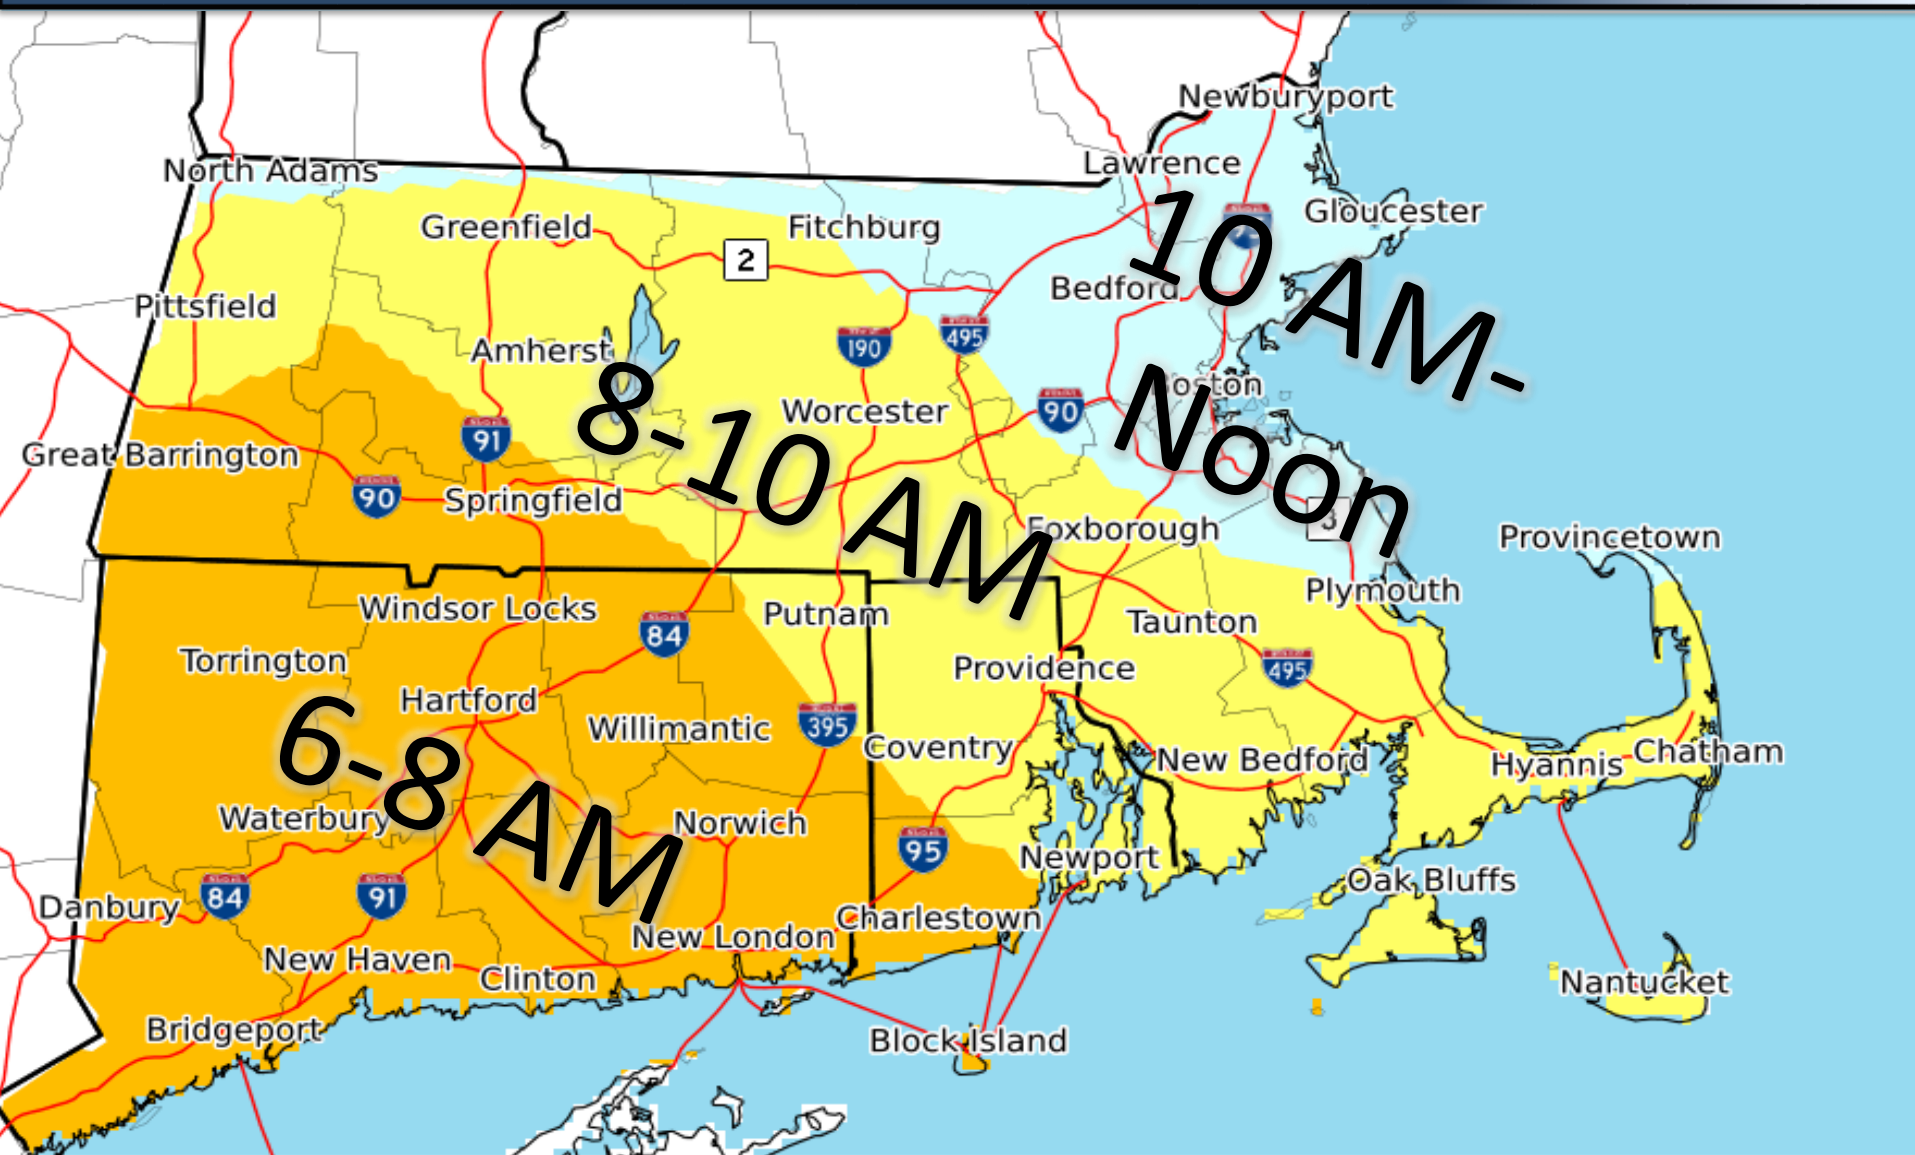 Newburyport
Lawrence
North Adams
Gloucester
Greenfield
Fitchburg
2
10 AM-
Noon
Bedford
Pittsfield
190
495
Amherst
8-10 AM
Worcester
90
Boston
91
Great Barrington
90
Springfield
3
Foxborough
Provincetown
Plymouth
Windsor Locks
Putnam
Taunton
84
Torrington
Providence
495
Hartford
6-8 AM
Willimantic
395
Coventry
New Bedford
Hyannis
Chatham
Waterbury
Norwich
95
Newport
Oak Bluffs
84
91
Danbury
Charlestown
New London
New Haven
Clinton
Nantucket
Bridgeport
Block Island